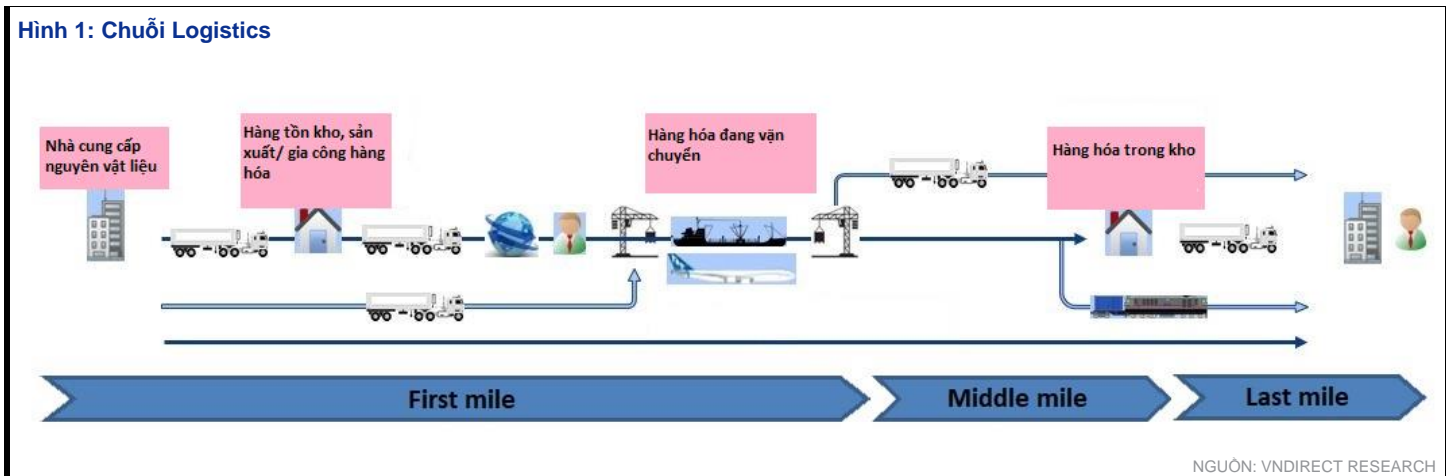 Hình 1: Chuỗi Logistics
Nhà cung cấp
nguyên vật liệu
Hàng tồn kho, sản
xuất/ gia công hàng
hóa
Hàng hóa đang vặn
chuyển
Hàng hóa trong kho
First mile
Middle mile
Last mile
NGUỒN: VNDIRECT RESEARCH